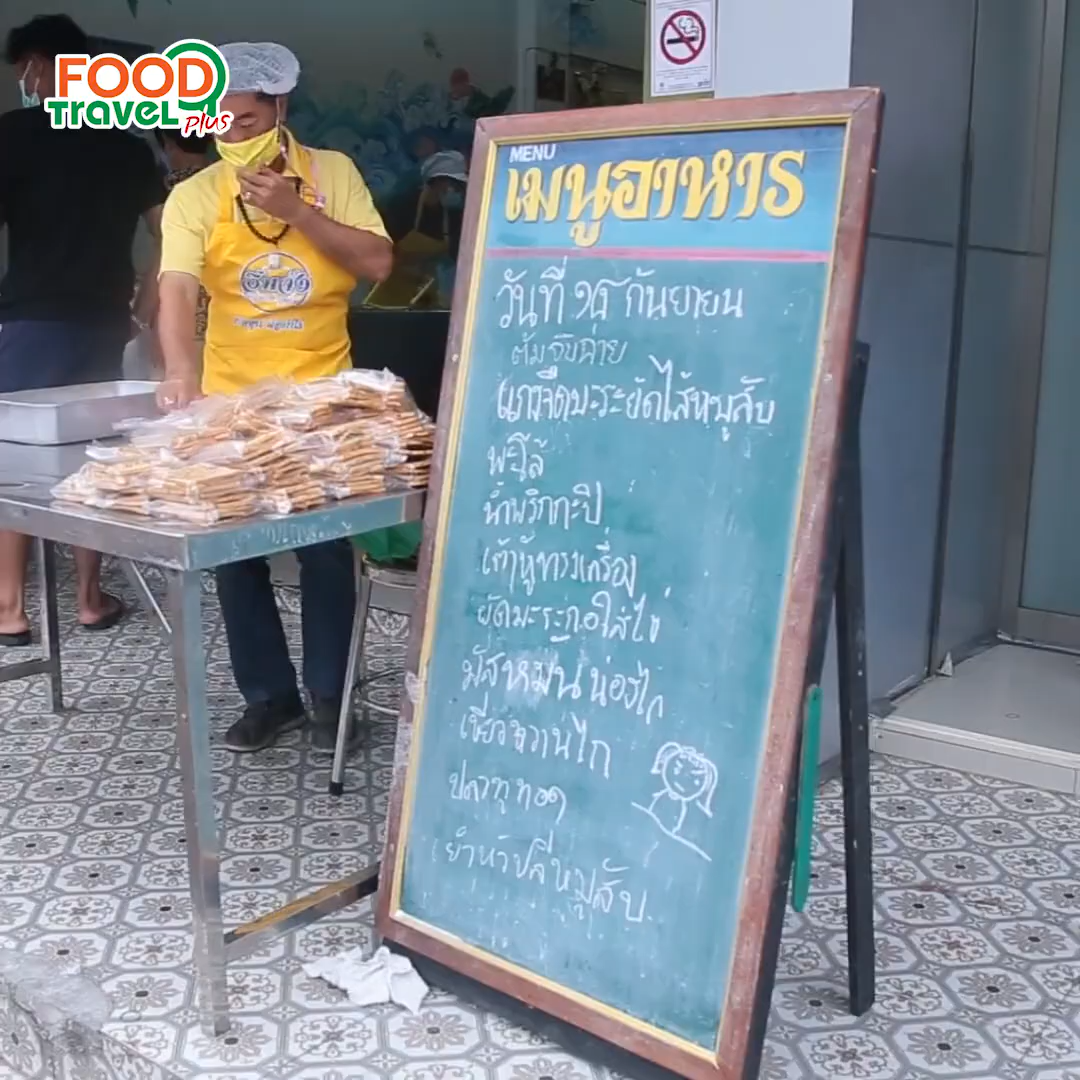 FOOD
Travel
plus
MENU
เมนูอาหาร
วันที่ ๑๕ กันยายน
ต้มจับฉ่าย
แกงจืดมะระยัดไส้หมูสับ
พะโล้
น้ำพริกกะปิ
เต้าหู้ทรงเครื่อง
ผัดมะระกอใส่ไข่
มัสหมั่นน่องไก่
เขียวหวานไก่
ปลาทูทอด
ยำหัวปลีหมูสับ